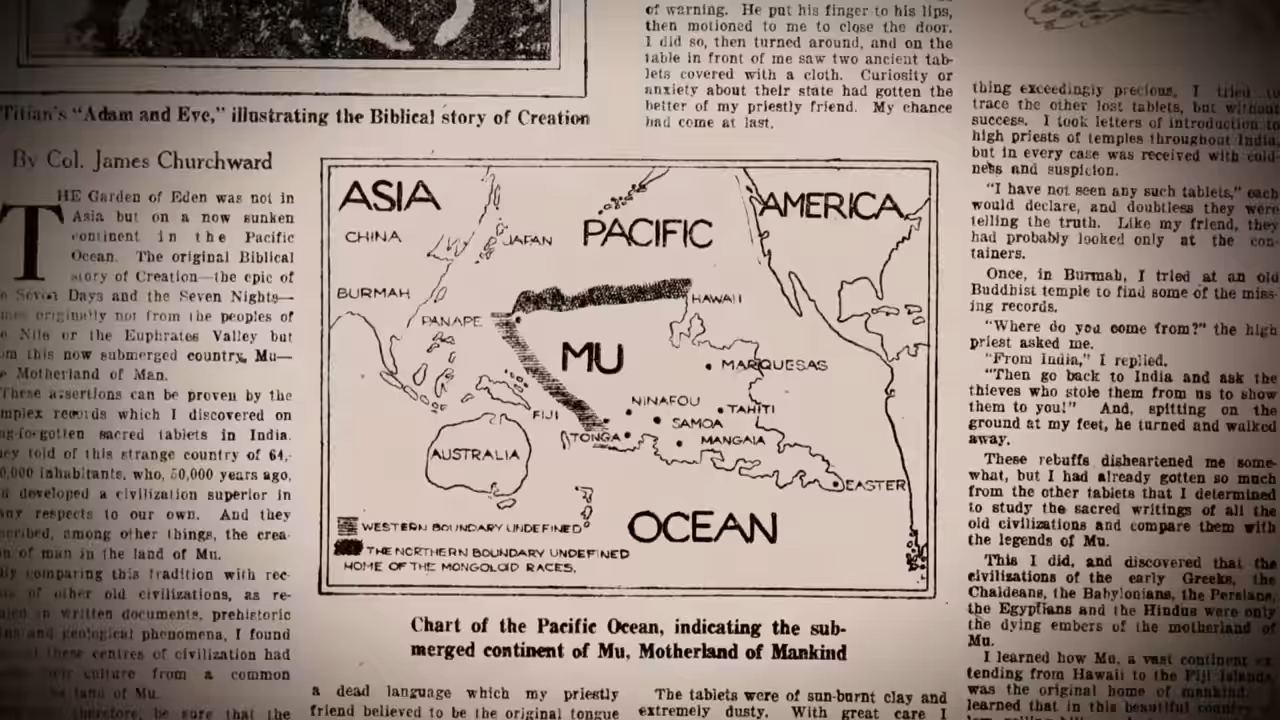 Titian's "Adam and Eve," illustrating the Biblical story of Creation
By Col. James Churchward
THE Garden of Eden was not in
Asia but on a now sunken
continent in the Pacific
Ocean. The original Biblical
story of Creation—the epic of
Seven Days and the Seven Nights—
originally not from the peoples of
Nile or the Euphrates Valley but
this now submerged country, Mu—
Motherland of Man.
These assertions can be proven by the
records which I discovered on
sacred tablets in India.
told of this strange country of 64,-
inhabitants, who, 50,000 years ago,
developed a civilization superior in
respects to our own. And they
among other things, the crea-
of man in the land of Mu.
comparing this tradition with rec-
of other old civilizations, as re-
in written documents, prehistoric
and geological phenomena, I found
these centres of civilization had
culture from a common
land of Mu.
therefore, be sure that the
of warning. He put his finger to his lips,
then motioned to me to close the door.
I did so, then turned around, and on the
table in front of me saw two ancient tab-
lets covered with a cloth. Curiosity or
anxiety about their state had gotten the
better of my priestly friend. My chance
had come at last.
ASIA
AMERICA
CHINA
JAPAN
PACIFIC
BURMAH
HAWAII
PANAPE
MU
MARQUESAS
NINAFOU
TAHITI
FIJI
SAMOA
TONGA
MANGAIA
AUSTRALIA
EASTER
OCEAN
WESTERN BOUNDARY UNDEFINED
THE NORTHERN BOUNDARY UNDEFINED
HOME OF THE MONGOLOID RACES.
Chart of the Pacific Ocean, indicating the sub-
merged continent of Mu, Motherland of Mankind
a dead language which my priestly
friend believed to be the original tongue
The tablets were of sun-burnt clay and
extremely dusty. With great care I
thing exceedingly precious, I tried to
trace the other lost tablets, but without
success. I took letters of introduction to
high priests of temples throughout India,
but in every case was received with cold-
ness and suspicion.
"I have not seen any such tablets," each
would declare, and doubtless they were
telling the truth. Like my friend, they
had probably looked only at the con-
tainers.
Once, in Burmah, I tried at an old
Buddhist temple to find some of the miss-
ing records.
"Where do you come from?" the high
priest asked me.
"From India," I replied.
"Then go back to India and ask the
thieves who stole them from us to show
them to you!" And, spitting on the
ground at my feet, he turned and walked
away.
These rebuffs disheartened me some-
what, but I had already gotten so much
from the other tablets that I determined
to study the sacred writings of all the
old civilizations and compare them with
the legends of Mu.
This I did, and discovered that the
civilizations of the early Greeks, the
Chaldeans, the Babylonians, the Persians,
the Egyptians and the Hindus were only
the dying embers of the motherland of
Mu.
I learned how Mu, a vast continent ex-
tending from Hawaii to the Fiji Islands,
was the original home of mankind. I
learned that in this beautiful country